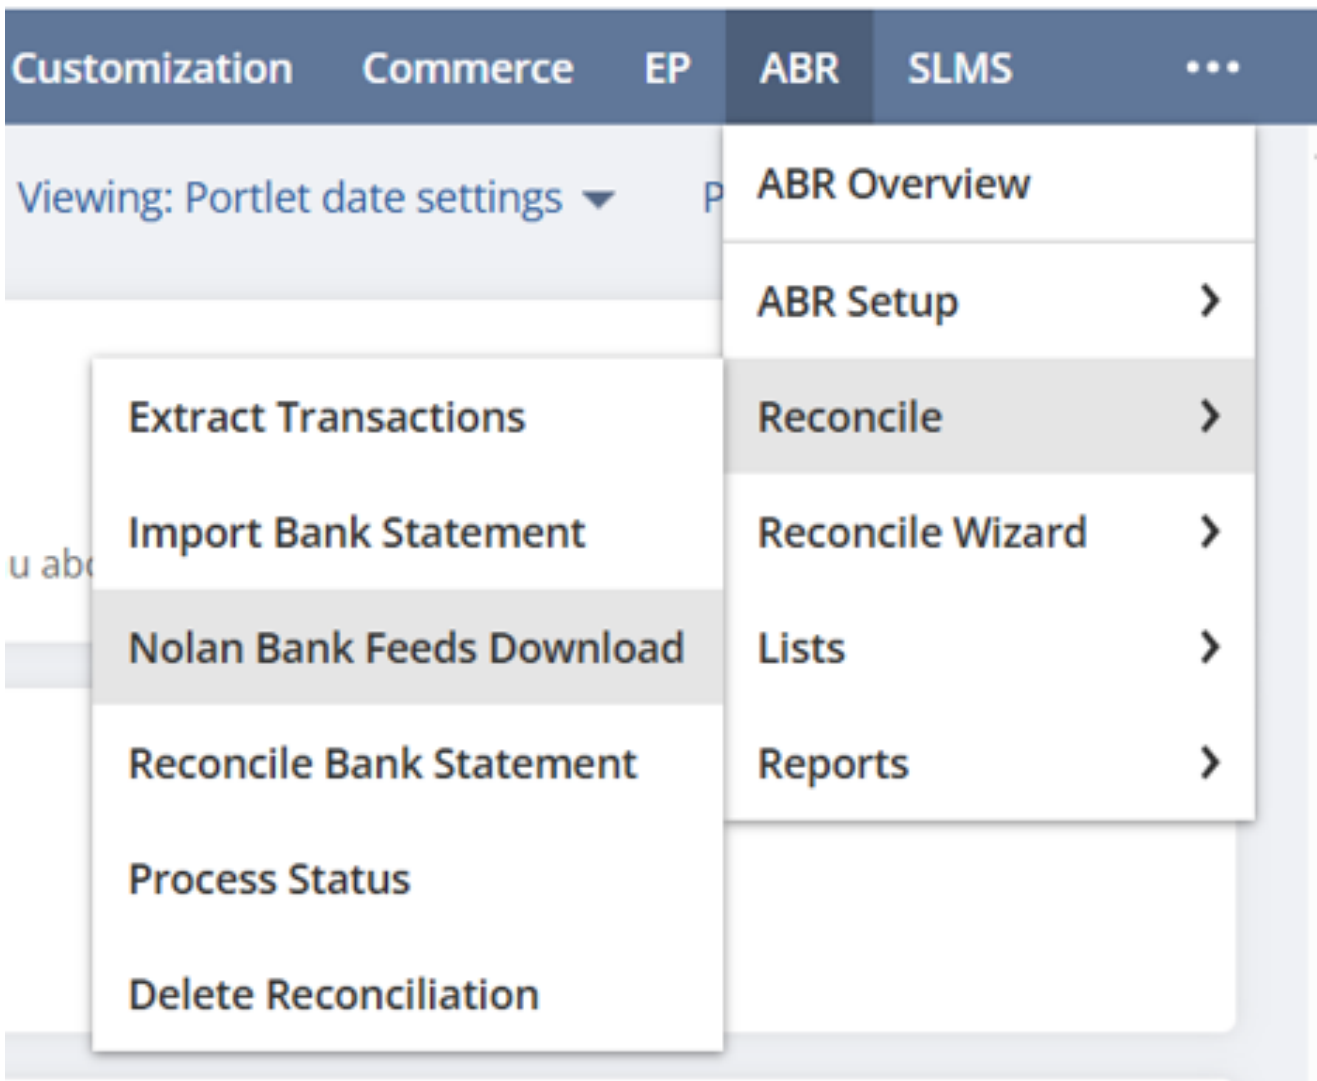 Customization Commerce EP ABR SLMS
Viewing: Portlet date settings P
ABR Overview
ABR Setup
Reconcile
Reconcile Wizard
Lists
Reports
Extract Transactions
Import Bank Statement
u
Nolan Bank Feeds Download
Reconcile Bank Statement
Process Status
Delete Reconciliation